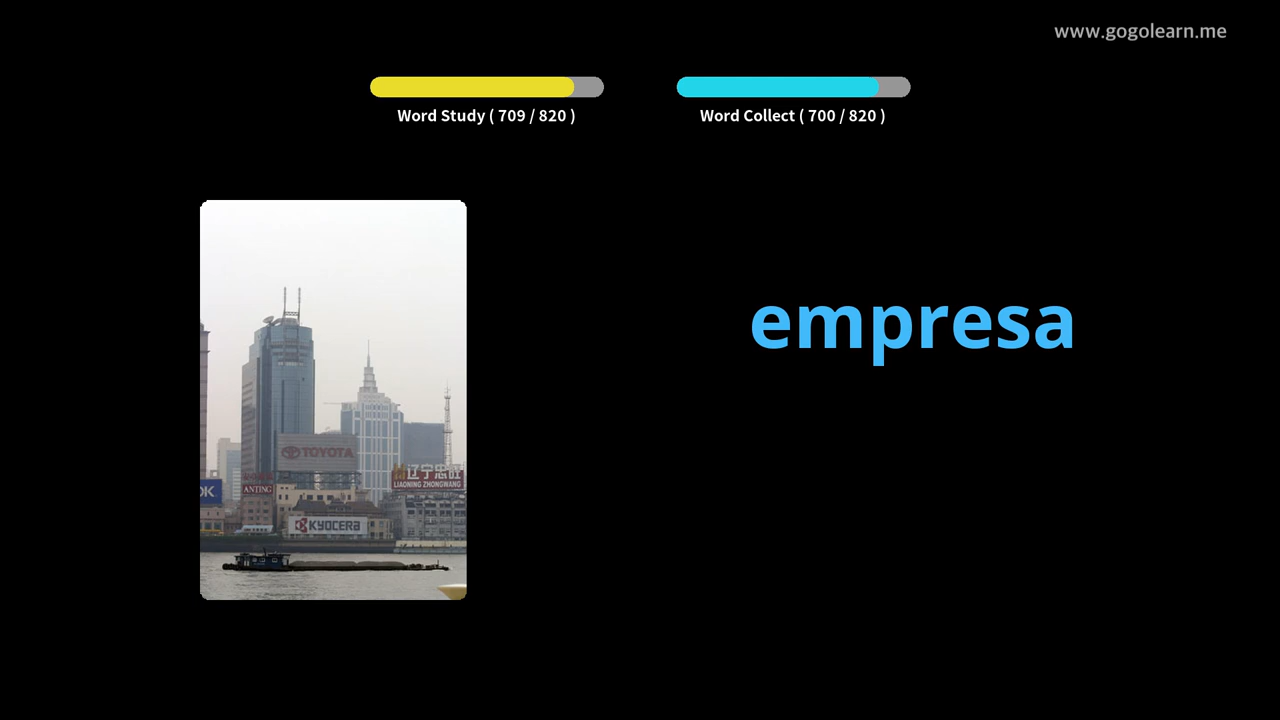 www.gogolearn.me
Word Study ( 709 / 820 )
Word Collect ( 700 / 820 )
empresa
TOYOTA
辽宁忠旺
LIAONING ZHONGWANG
ANTING
OK
KYOCERA